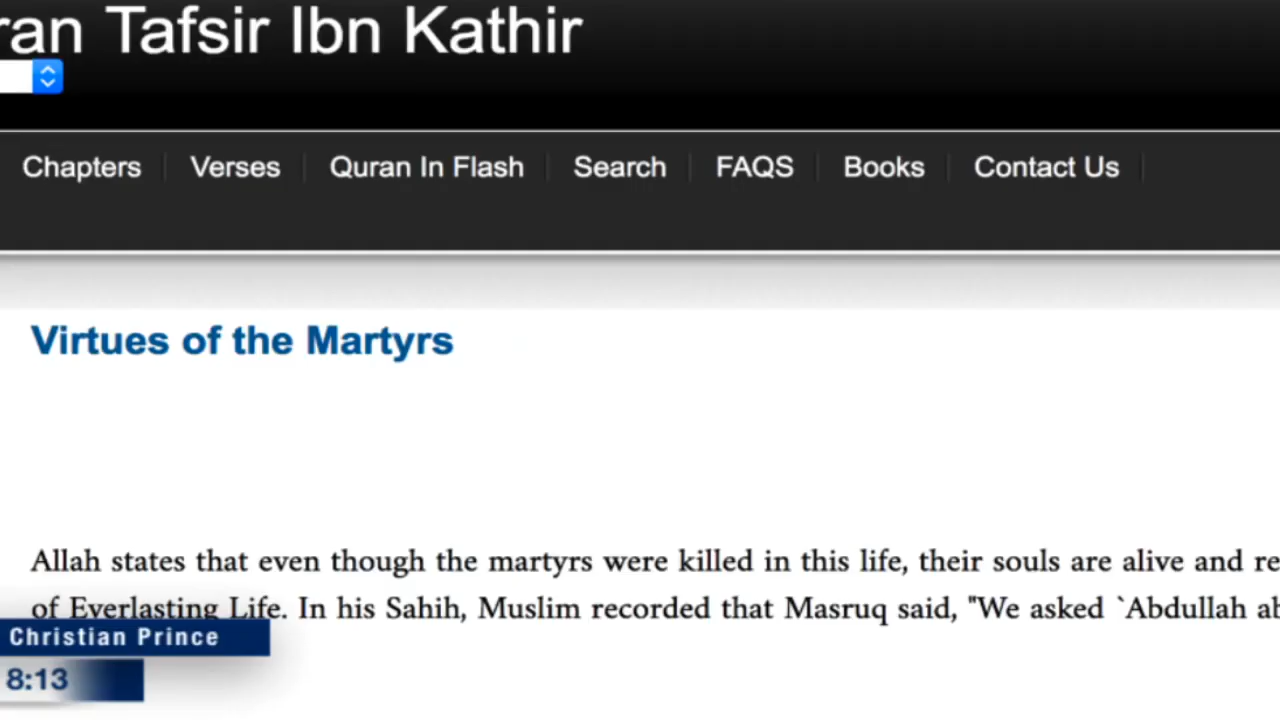 ran Tafsir Ibn Kathir
Chapters Verses Quran In Flash Search FAQS Books Contact Us
Virtues of the Martyrs
Allah states that even though the martyrs were killed in this life, their souls are alive and re
of Everlasting Life. In his Sahih, Muslim recorded that Masruq said, "We asked `Abdullah ab
Christian Prince
8:13